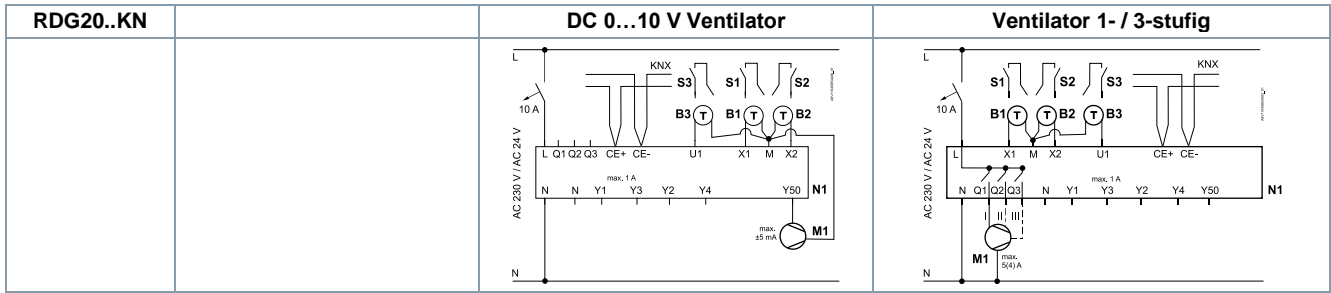 RDG20..KN
DC 0…10 V Ventilator
Ventilator 1- / 3-stufig
L
KNX
S3 S1 S2
10 A
B3 T B1 T T B2
AC 230 V / AC 24 V
L Q1 Q2 Q3 CE+ CE- U1 X1 M X2
max. 1 A
N N Y1 Y3 Y2 Y4 Y50 N1
max.
±5 mA
M1
N
L
KNX
S1 S2 S3
10 A
B1 T T B2 T B3
AC 230 V / AC 24 V
L X1 M X2 U1 CE+ CE-
max. 1 A
N Q1 Q2 Q3 N Y1 Y3 Y2 Y4 Y50 N1
I II III
M1
max.
5(4) A
N